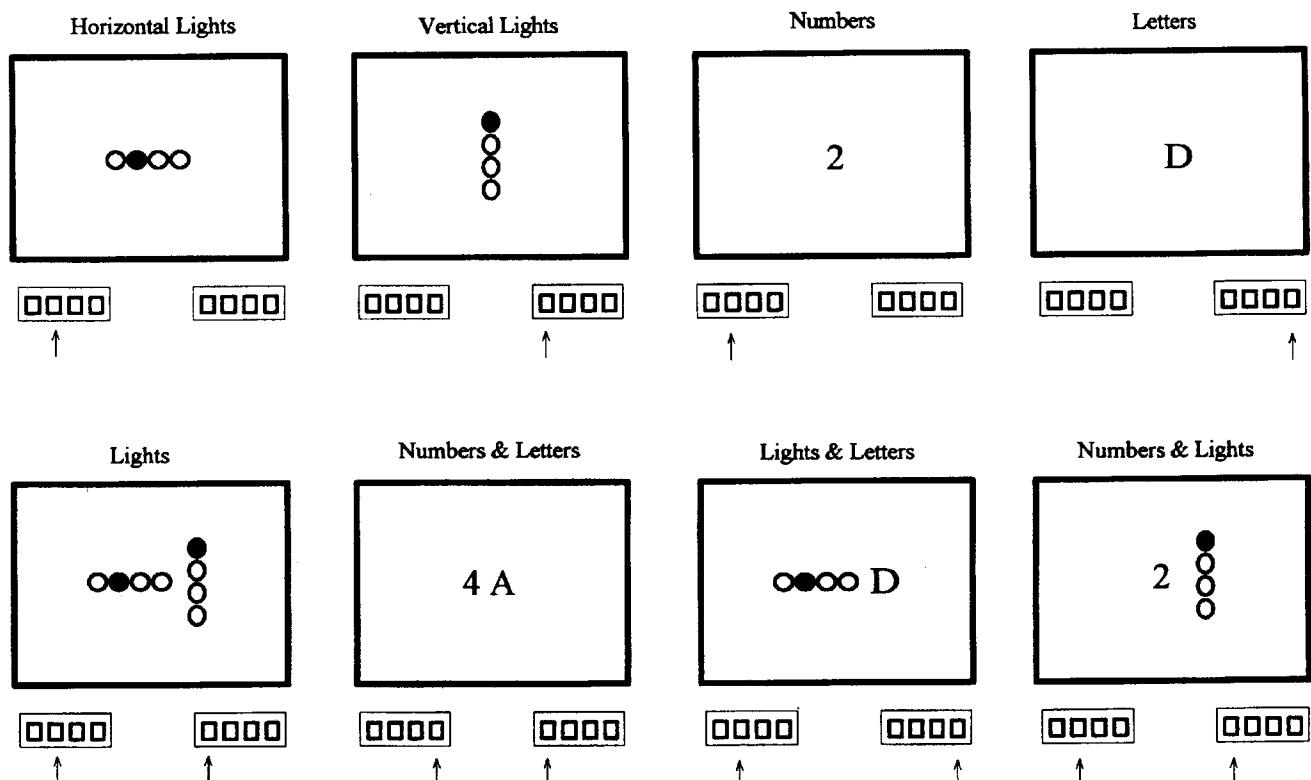 Horizontal Lights
Vertical Lights
Numbers
Letters
2
D
Lights
Numbers & Letters
Lights & Letters
Numbers & Lights
4 A
D
2